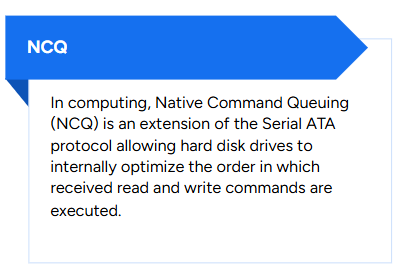 NCQ
In computing, Native Command Queuing
(NCQ) is an extension of the Serial ATA
protocol allowing hard disk drives to
internally optimize the order in which
received read and write commands are
executed.